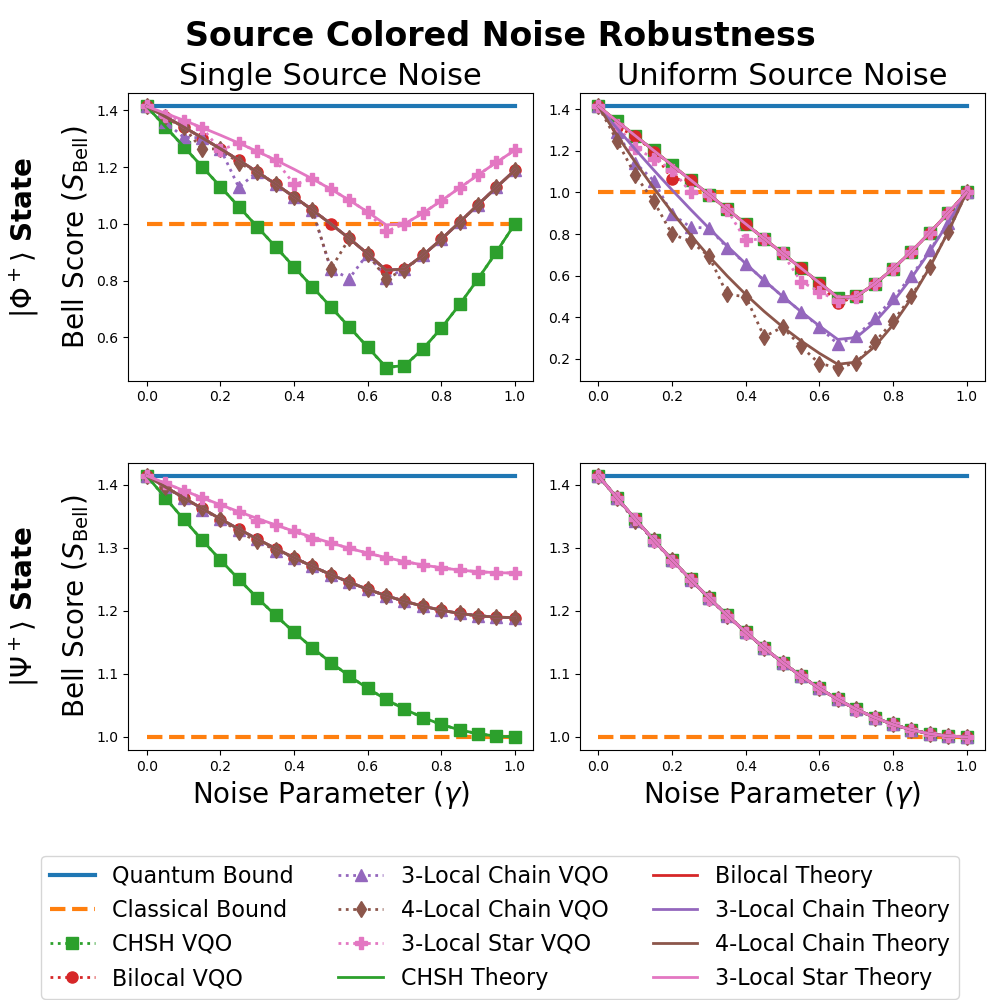 Source Colored Noise Robustness
Single Source Noise
Uniform Source Noise
|Φ⁺⟩ State
Bell Score (S_Bell)
1.4
1.2
1.0
0.8
0.6
0.0 0.2 0.4 0.6 0.8 1.0
1.4
1.2
1.0
0.8
0.6
0.4
0.2
0.0 0.2 0.4 0.6 0.8 1.0
|Ψ⁺⟩ State
Bell Score (S_Bell)
1.4
1.3
1.2
1.1
1.0
0.0 0.2 0.4 0.6 0.8 1.0
Noise Parameter (γ)
1.4
1.3
1.2
1.1
1.0
0.0 0.2 0.4 0.6 0.8 1.0
Noise Parameter (γ)
Quantum Bound
Classical Bound
CHSH VQO
Bilocal VQO
3-Local Chain VQO
4-Local Chain VQO
3-Local Star VQO
CHSH Theory
Bilocal Theory
3-Local Chain Theory
4-Local Chain Theory
3-Local Star Theory